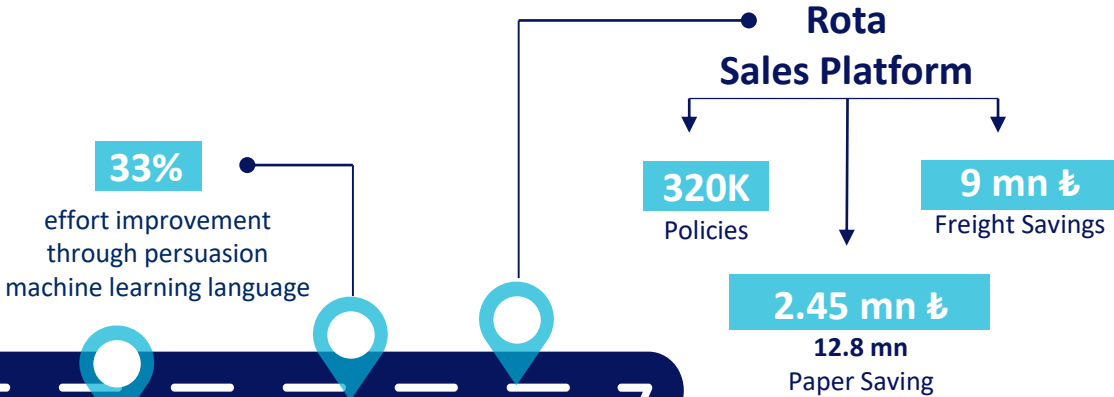 Rota
Sales Platform
33%
effort improvement
through persuasion
machine learning language
320K
Policies
9 mn ₺
Freight Savings
2.45 mn ₺
12.8 mn
Paper Saving